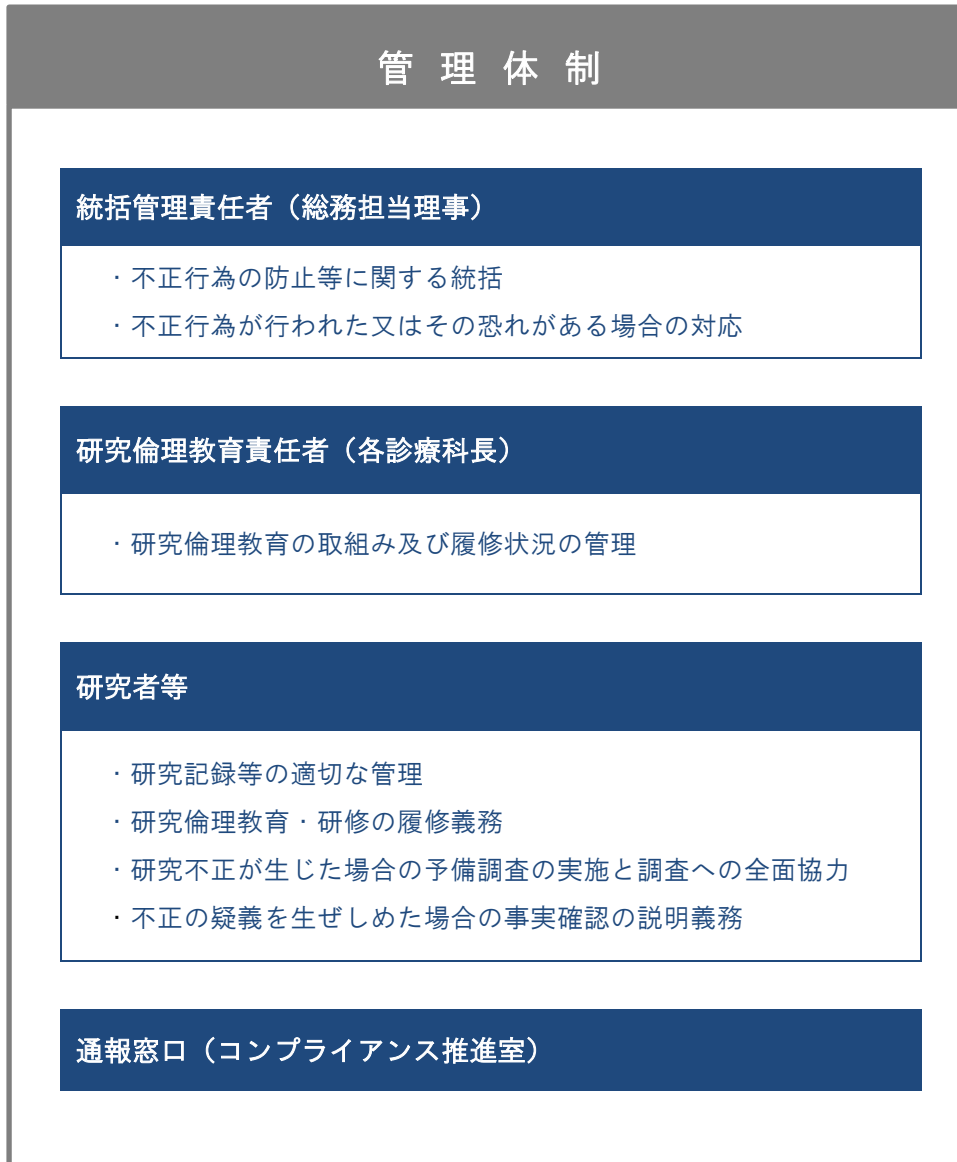 管理体制
統括管理責任者（総務担当理事）
・不正行為の防止等に関する統括
・不正行為が行われた又はその恐れがある場合の対応
研究倫理教育責任者（各診療科長）
・研究倫理教育の取組み及び履修状況の管理
研究者等
・研究記録等の適切な管理
・研究倫理教育・研修の履修義務
・研究不正が生じた場合の予備調査の実施と調査への全面協力
・不正の疑義を生ぜしめた場合の事実確認の説明義務
通報窓口（コンプライアンス推進室）